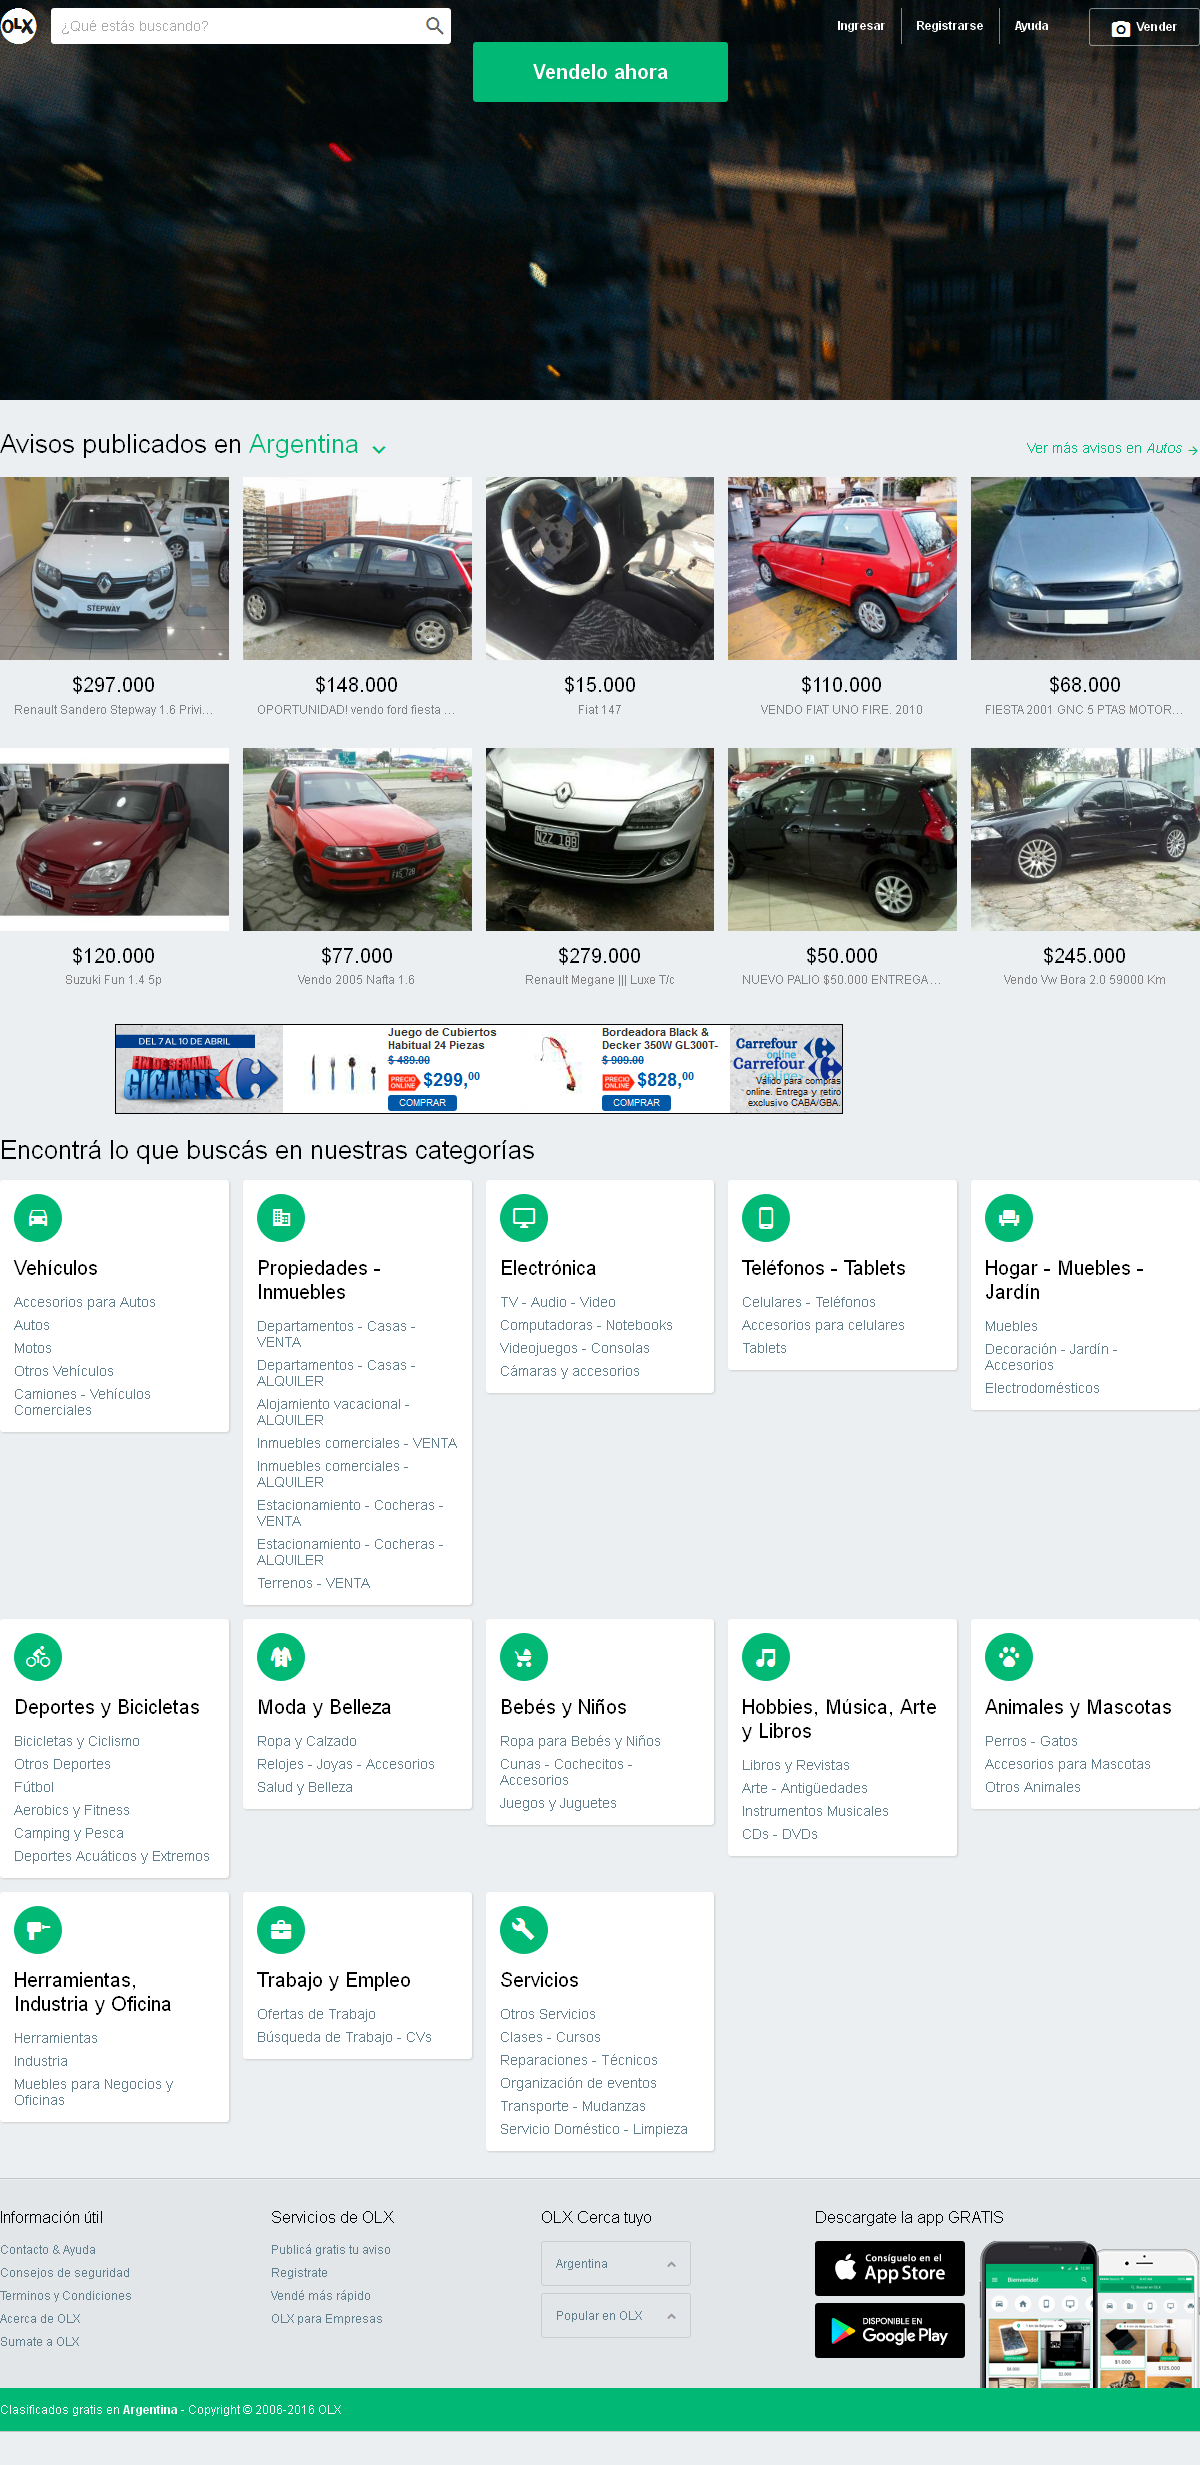 OLX
¿Qué estás buscando?
Ingresar
Registrarse
Ayuda
Vender
Vendelo ahora
Avisos publicados en Argentina
Ver más avisos en Autos
STEPWAY
$297.000
Renault Sandero Stepway 1.6 Privi...
$148.000
OPORTUNIDAD! vendo ford fiesta ...
$15.000
Fiat 147
$110.000
VENDO FIAT UNO FIRE. 2010
$68.000
FIESTA 2001 GNC 5 PTAS MOTOR...
NZZ 188
$120.000
Suzuki Fun 1.4 5p
$77.000
Vendo 2005 Nafta 1.6
$279.000
Renault Megane ||| Luxe T/c
$50.000
NUEVO PALIO $50.000 ENTREGA...
$245.000
Vendo Vw Bora 2.0 59000 Km
DEL 7 AL 10 DE ABRIL
FIN DE SEMANA
GIGANTE
Juego de Cubiertos
Habitual 24 Piezas
$ 489.00
PRECIO ONLINE
$299,00
COMPRAR
Bordeadora Black &
Decker 350W GL300T-
$ 909.00
PRECIO ONLINE
$828,00
COMPRAR
Carrefour
online
Carrefour
online
Válido para compras
online. Entrega y retiro
exclusivo CABA/GBA.
Encontrá lo que buscás en nuestras categorías
Vehículos
Accesorios para Autos
Autos
Motos
Otros Vehículos
Camiones - Vehículos
Comerciales
Propiedades -
Inmuebles
Departamentos - Casas -
VENTA
Departamentos - Casas -
ALQUILER
Alojamiento vacacional -
ALQUILER
Inmuebles comerciales - VENTA
Inmuebles comerciales -
ALQUILER
Estacionamiento - Cocheras -
VENTA
Estacionamiento - Cocheras -
ALQUILER
Terrenos - VENTA
Electrónica
TV - Audio - Video
Computadoras - Notebooks
Videojuegos - Consolas
Cámaras y accesorios
Teléfonos - Tablets
Celulares - Teléfonos
Accesorios para celulares
Tablets
Hogar - Muebles -
Jardín
Muebles
Decoración - Jardín -
Accesorios
Electrodomésticos
Deportes y Bicicletas
Bicicletas y Ciclismo
Otros Deportes
Fútbol
Aerobics y Fitness
Camping y Pesca
Deportes Acuáticos y Extremos
Moda y Belleza
Ropa y Calzado
Relojes - Joyas - Accesorios
Salud y Belleza
Bebés y Niños
Ropa para Bebés y Niños
Cunas - Cochecitos -
Accesorios
Juegos y Juguetes
Hobbies, Música, Arte
y Libros
Libros y Revistas
Arte - Antigüedades
Instrumentos Musicales
CDs - DVDs
Animales y Mascotas
Perros - Gatos
Accesorios para Mascotas
Otros Animales
Herramientas,
Industria y Oficina
Herramientas
Industria
Muebles para Negocios y
Oficinas
Trabajo y Empleo
Ofertas de Trabajo
Búsqueda de Trabajo - CVs
Servicios
Otros Servicios
Clases - Cursos
Reparaciones - Técnicos
Organización de eventos
Transporte - Mudanzas
Servicio Doméstico - Limpieza
Información útil
Contacto & Ayuda
Consejos de seguridad
Terminos y Condiciones
Acerca de OLX
Sumate a OLX
Servicios de OLX
Publicá gratis tu aviso
Registrate
Vendé más rápido
OLX para Empresas
OLX Cerca tuyo
Argentina
Popular en OLX
Descargate la app GRATIS
Consíguelo en el
App Store
DISPONIBLE EN
Google Play
Bienvenido!
$1.000
$125.000
Clasificados gratis en Argentina - Copyright © 2006-2016 OLX